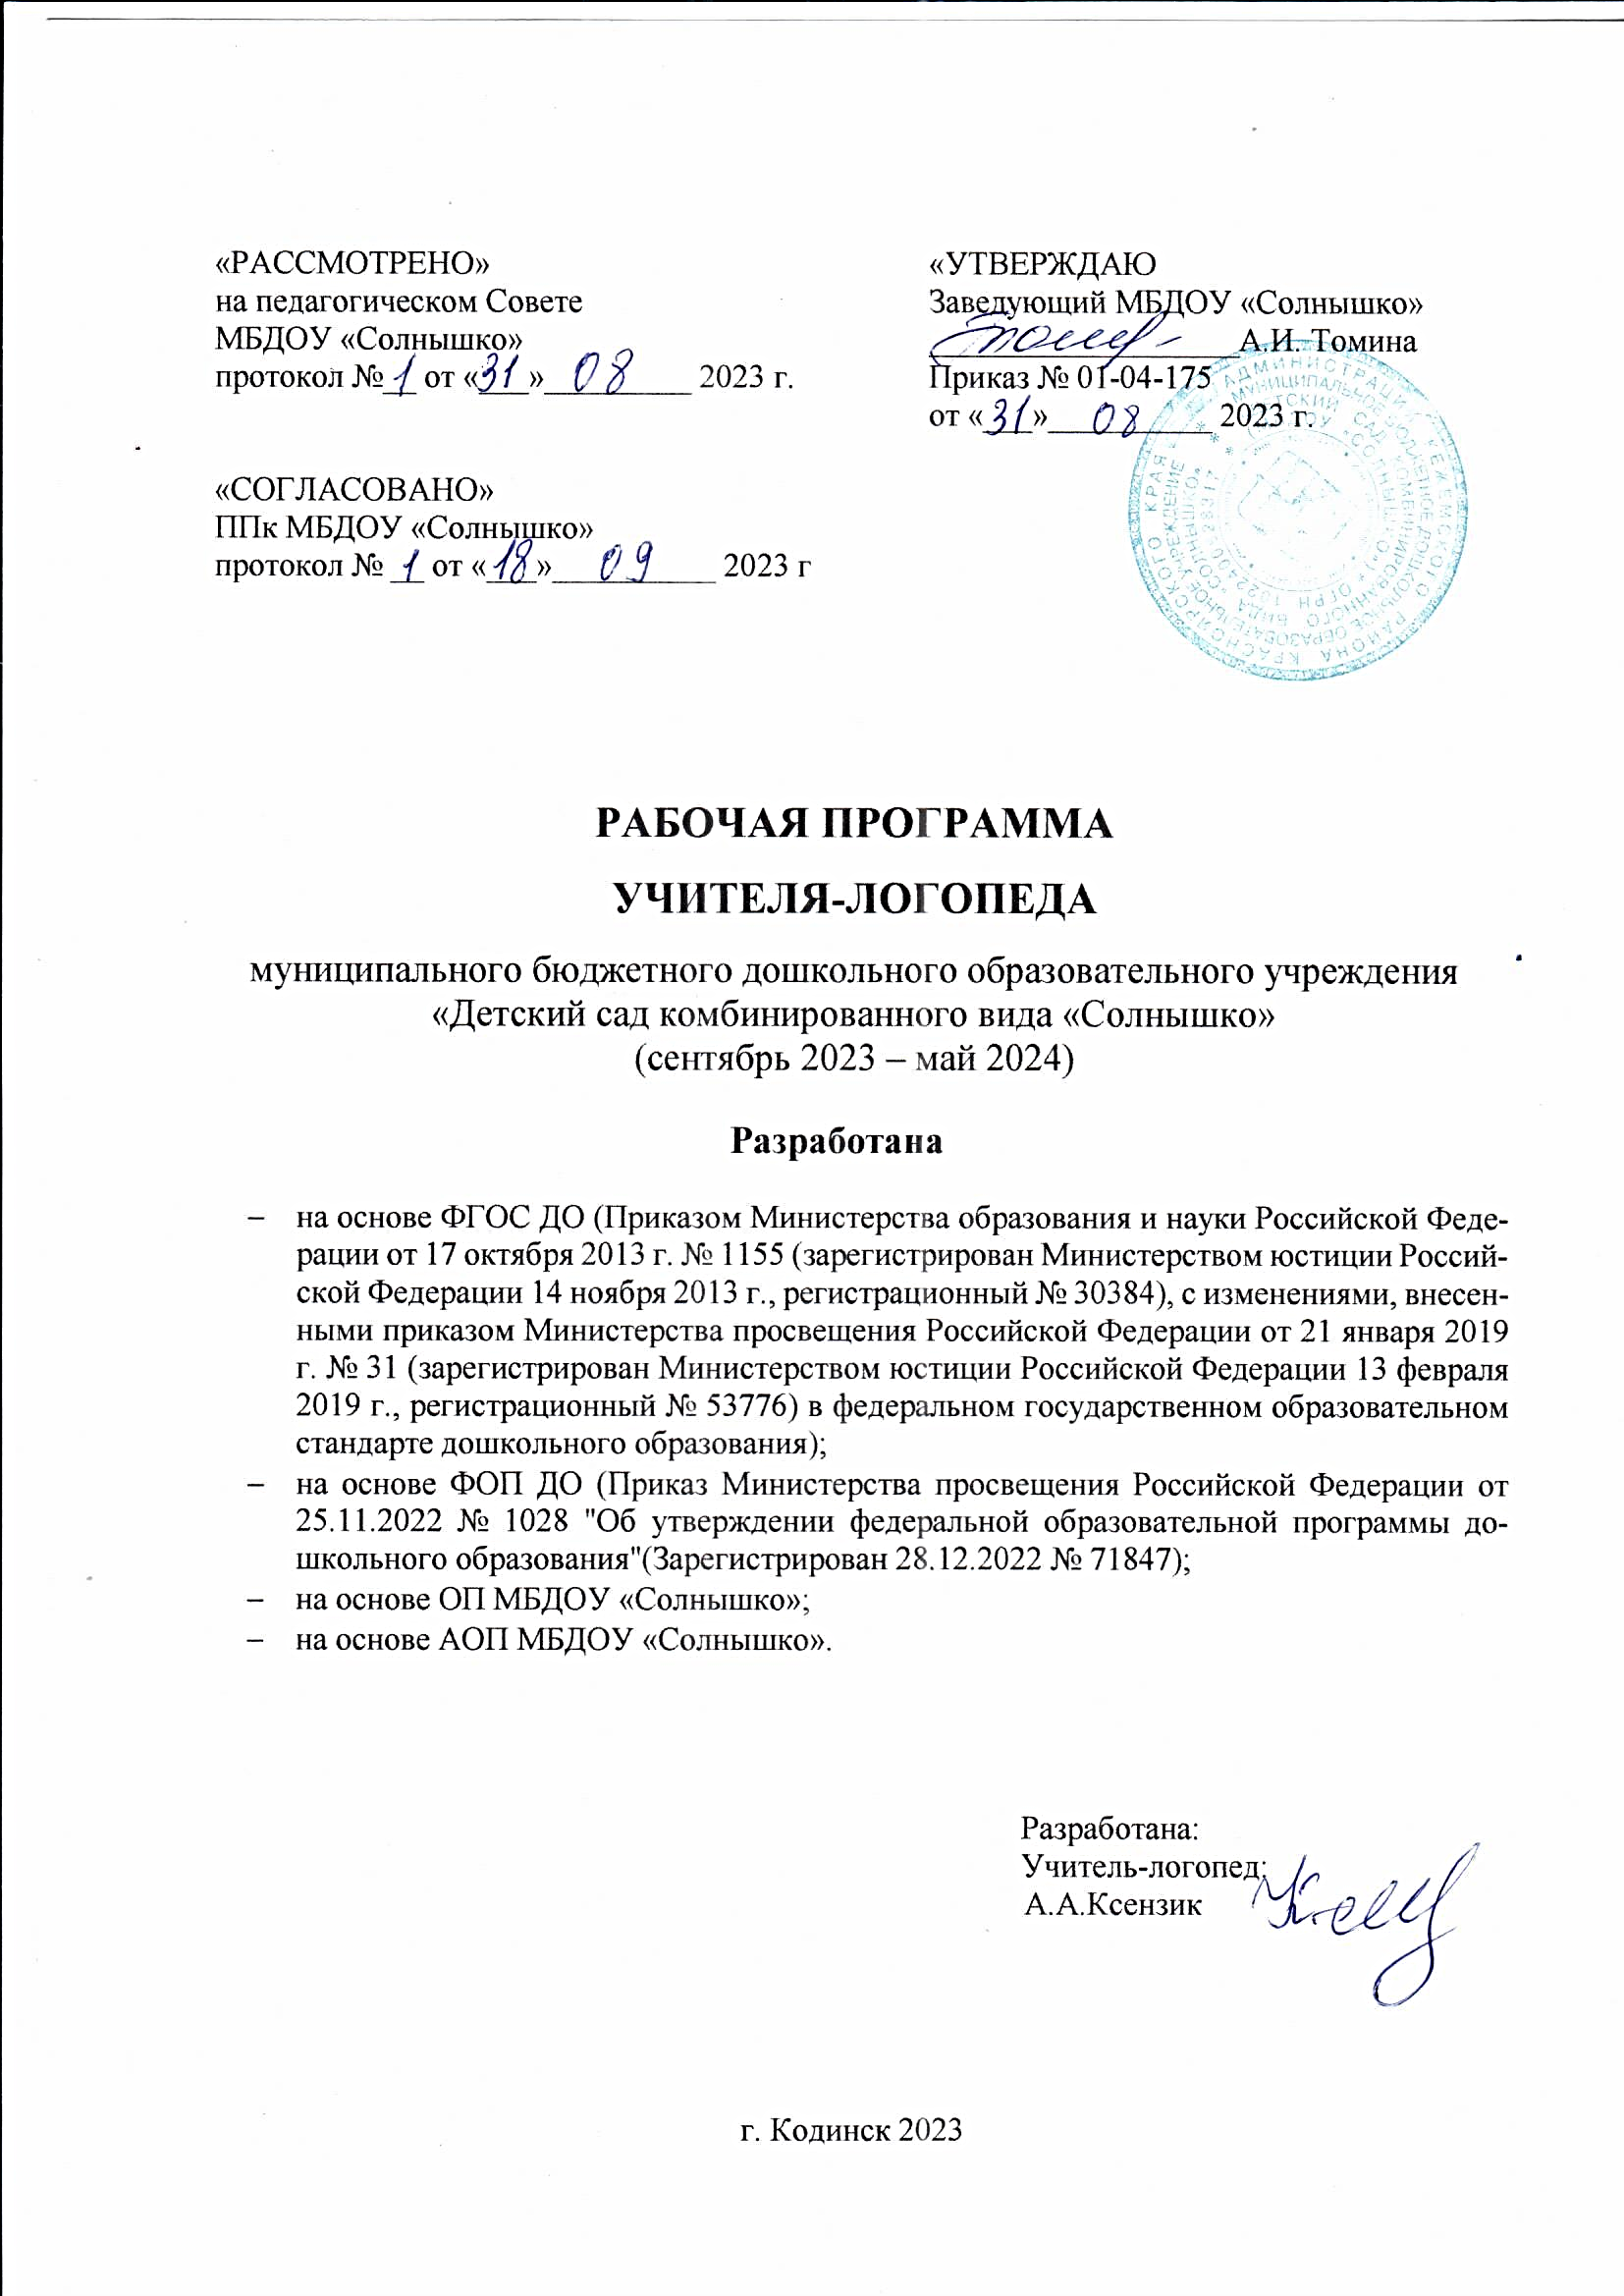 «РАССМОТРЕНО»
на педагогическом Совете
МБДОУ «Солнышко»
протокол № 1 от «31» 08 2023 г.
«УТВЕРЖДАЮ
Заведующий МБДОУ «Солнышко»
А.И. Томина
Приказ № 01-04-175
от «31» 08 2023 г.
«СОГЛАСОВАНО»
ППк МБДОУ «Солнышко»
протокол № 1 от «18» 09 2023 г
РАБОЧАЯ ПРОГРАММА
УЧИТЕЛЯ-ЛОГОПЕДА
муниципального бюджетного дошкольного образовательного учреждения
«Детский сад комбинированного вида «Солнышко»
(сентябрь 2023 – май 2024)
Разработана
– на основе ФГОС ДО (Приказом Министерства образования и науки Российской Феде-
рации от 17 октября 2013 г. № 1155 (зарегистрирован Министерством юстиции Россий-
ской Федерации 14 ноября 2013 г., регистрационный № 30384), с изменениями, внесен-
ными приказом Министерства просвещения Российской Федерации от 21 января 2019
г. № 31 (зарегистрирован Министерством юстиции Российской Федерации 13 февраля
2019 г., регистрационный № 53776) в федеральном государственном образовательном
стандарте дошкольного образования);
– на основе ФОП ДО (Приказ Министерства просвещения Российской Федерации от
25.11.2022 № 1028 "Об утверждении федеральной образовательной программы до-
школьного образования"(Зарегистрирован 28.12.2022 № 71847);
– на основе ОП МБДОУ «Солнышко»;
– на основе АОП МБДОУ «Солнышко».
Разработана:
Учитель-логопед:
А.А.Ксензик
г. Кодинск 2023